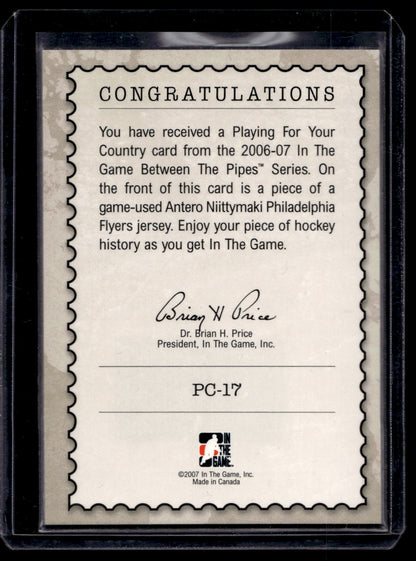 CONGRATULATIONS
You have received a Playing For Your
Country card from the 2006-07 In The
Game Between The Pipes™ Series. On
the front of this card is a piece of a
game-used Antero Niittymaki Philadelphia
Flyers jersey. Enjoy your piece of hockey
history as you get In The Game.
Brian H Price
Dr. Brian H. Price
President, In The Game, Inc.
PC-17
IN
THE
GAME
©2007 In The Game, Inc.
Made in Canada